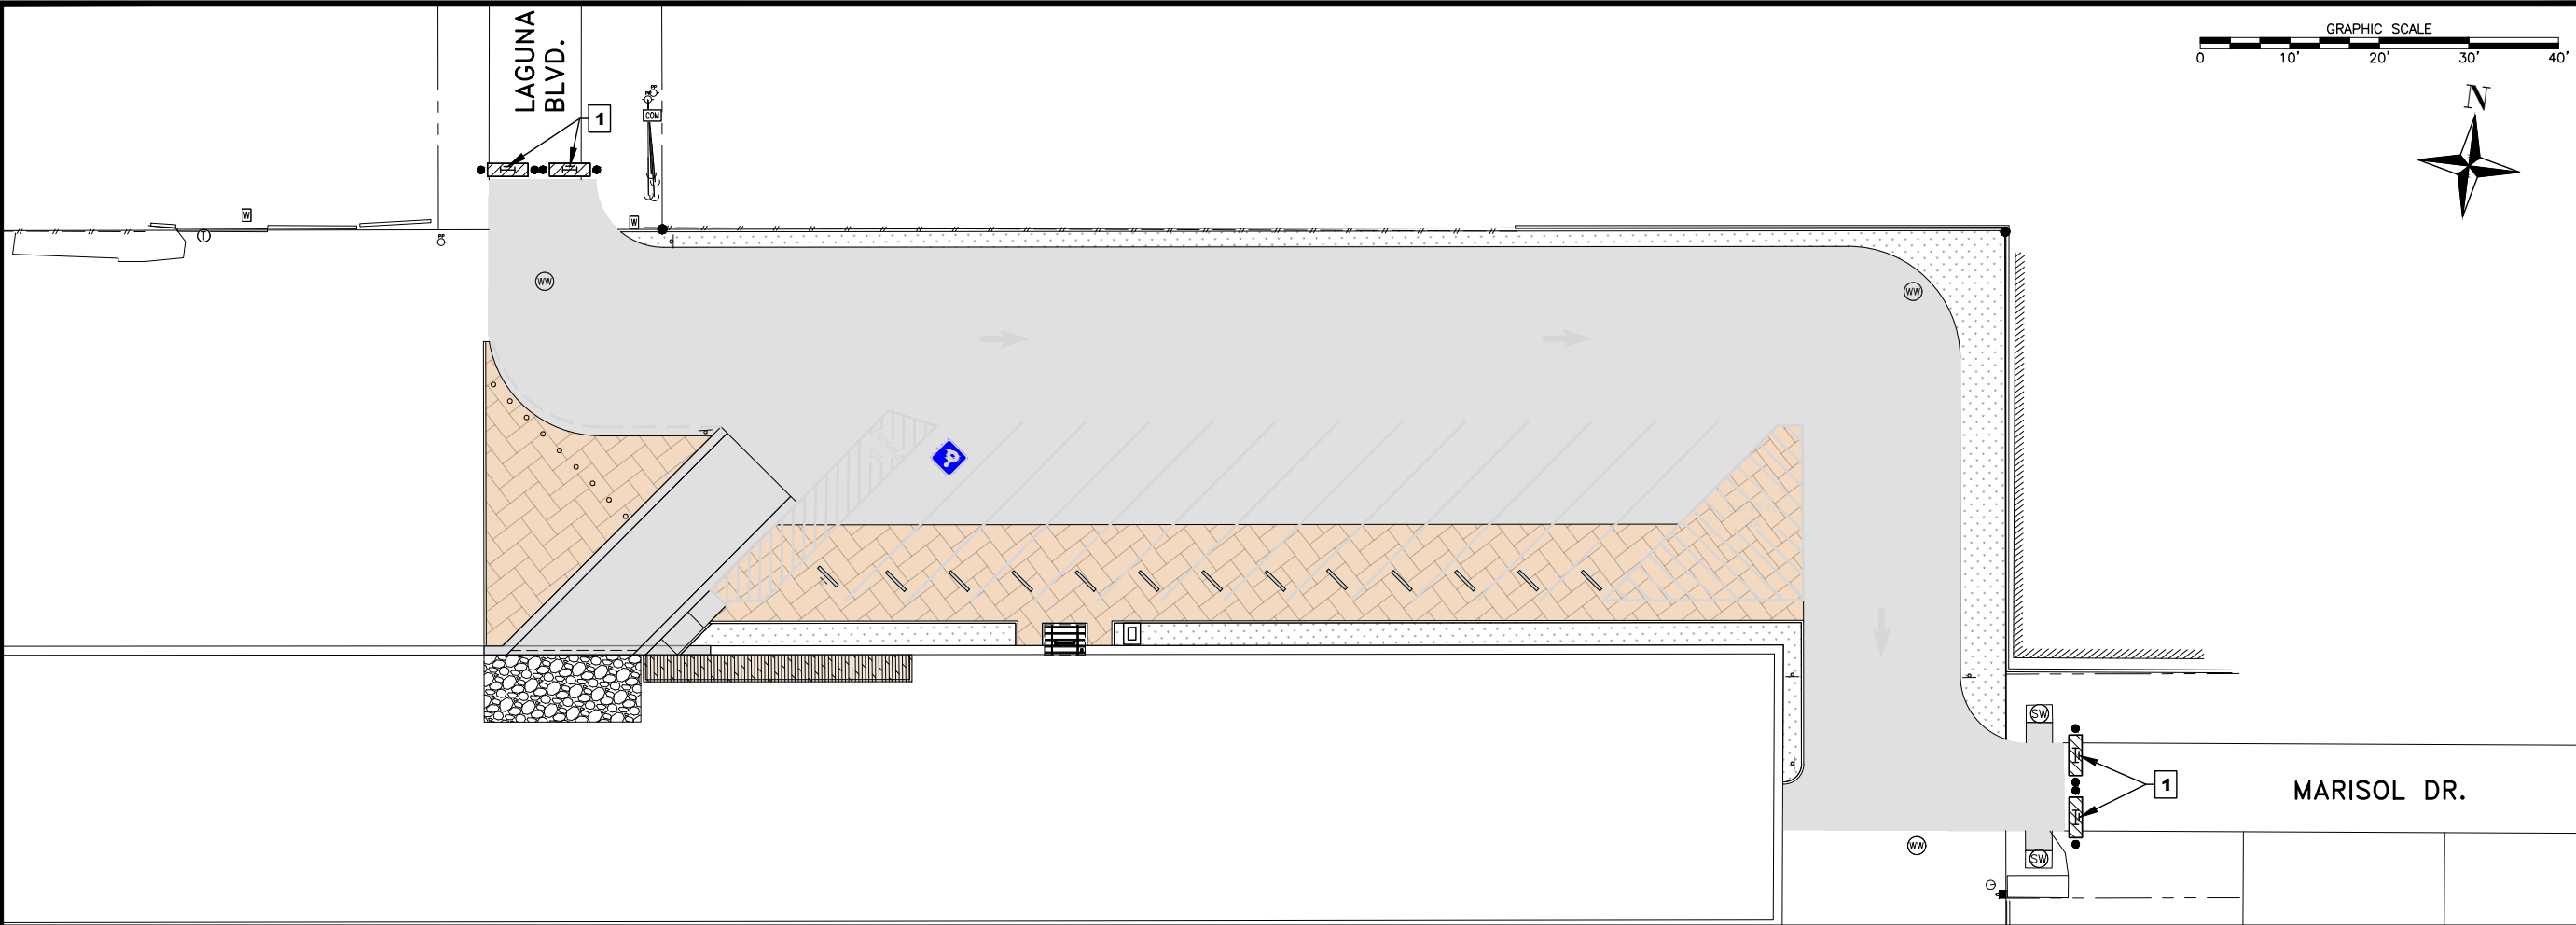 LAGUNA
BLVD.
GRAPHIC SCALE
0 10' 20' 30' 40'
N
1
COM
W
W
T
WW
WW
SW
1
MARISOL DR.
WW
SW